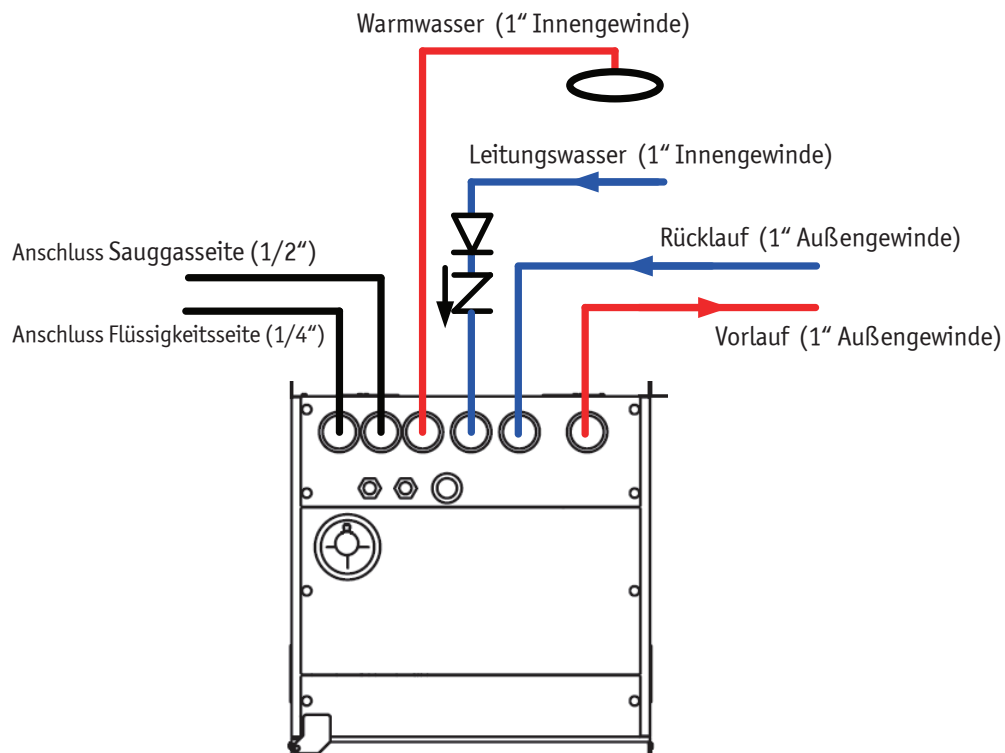 Warmwasser (1“ Innengewinde)
Leitungswasser (1“ Innengewinde)
Anschluss Sauggasseite (1/2“)
Rücklauf (1“ Außengewinde)
Anschluss Flüssigkeitsseite (1/4“)
Vorlauf (1“ Außengewinde)